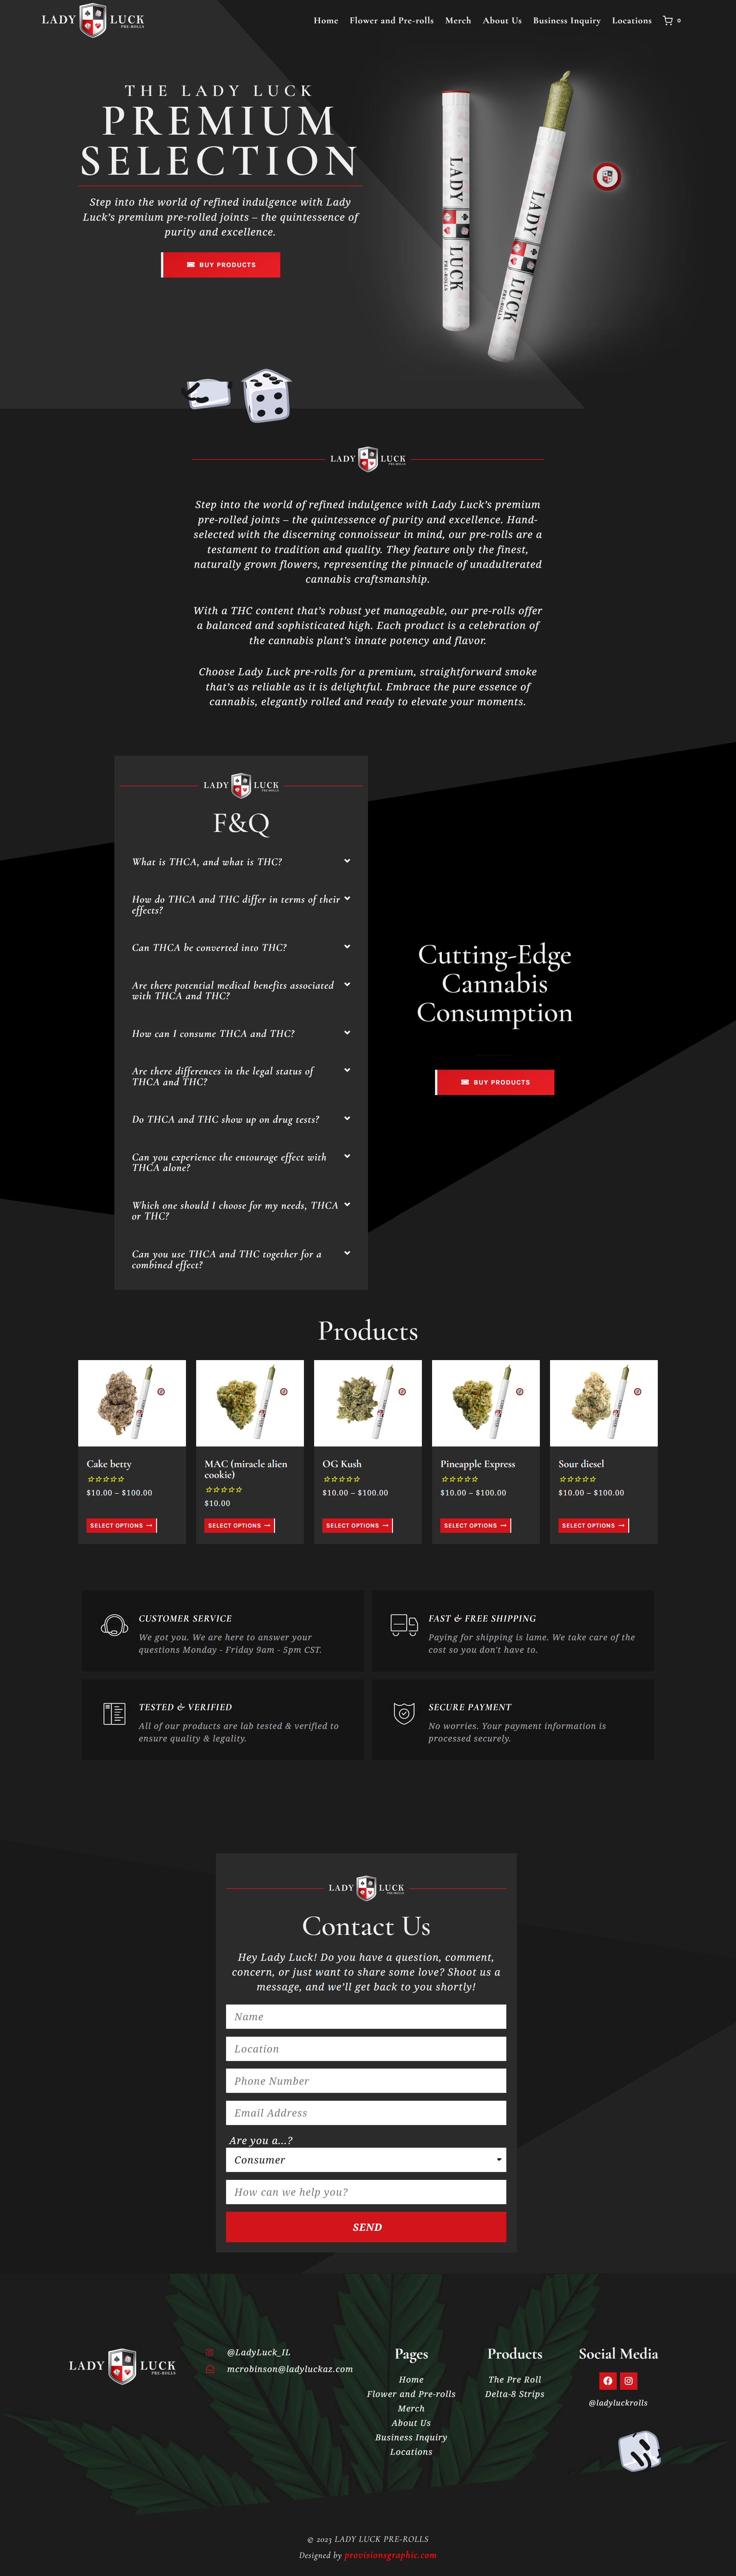 LADY LUCK
PRE-ROLLS
Home Flower and Pre-rolls Merch About Us Business Inquiry Locations 0
THE LADY LUCK
PREMIUM
SELECTION
Step into the world of refined indulgence with Lady
Luck's premium pre-rolled joints – the quintessence of
purity and excellence.
BUY PRODUCTS
LADY LUCK
PRE-ROLLS
LADY LUCK
PRE-ROLLS
LADY LUCK
PRE-ROLLS
Step into the world of refined indulgence with Lady Luck's premium
pre-rolled joints – the quintessence of purity and excellence. Hand-
selected with the discerning connoisseur in mind, our pre-rolls are a
testament to tradition and quality. They feature only the finest,
naturally grown flowers, representing the pinnacle of unadulterated
cannabis craftsmanship.
With a THC content that's robust yet manageable, our pre-rolls offer
a balanced and sophisticated high. Each product is a celebration of
the cannabis plant's innate potency and flavor.
Choose Lady Luck pre-rolls for a premium, straightforward smoke
that's as reliable as it is delightful. Embrace the pure essence of
cannabis, elegantly rolled and ready to elevate your moments.
LADY LUCK
PRE-ROLLS
F&Q
What is THCA, and what is THC?
How do THCA and THC differ in terms of their
effects?
Can THCA be converted into THC?
Are there potential medical benefits associated
with THCA and THC?
How can I consume THCA and THC?
Are there differences in the legal status of
THCA and THC?
Do THCA and THC show up on drug tests?
Can you experience the entourage effect with
THCA alone?
Which one should I choose for my needs, THCA
or THC?
Can you use THCA and THC together for a
combined effect?
Cutting-Edge
Cannabis
Consumption
BUY PRODUCTS
Products
Cake betty
$10.00 – $100.00
SELECT OPTIONS
MAC (miracle alien
cookie)
$10.00
SELECT OPTIONS
OG Kush
$10.00 – $100.00
SELECT OPTIONS
Pineapple Express
$10.00 – $100.00
SELECT OPTIONS
Sour diesel
$10.00 – $100.00
SELECT OPTIONS
CUSTOMER SERVICE
We got you. We are here to answer your
questions Monday - Friday 9am - 5pm CST.
FAST & FREE SHIPPING
Paying for shipping is lame. We take care of the
cost so you don't have to.
TESTED & VERIFIED
All of our products are lab tested & verified to
ensure quality & legality.
SECURE PAYMENT
No worries. Your payment information is
processed securely.
LADY LUCK
PRE-ROLLS
Contact Us
Hey Lady Luck! Do you have a question, comment,
concern, or just want to share some love? Shoot us a
message, and we'll get back to you shortly!
Name
Location
Phone Number
Email Address
Are you a...?
Consumer
How can we help you?
SEND
LADY LUCK
PRE-ROLLS
@LadyLuck_IL
mcrobinson@ladyluckaz.com
Pages
Home
Flower and Pre-rolls
Merch
About Us
Business Inquiry
Locations
Products
The Pre Roll
Delta-8 Strips
Social Media
@ladyluckrolls
© 2023 LADY LUCK PRE-ROLLS
Designed by provisionsgraphic.com